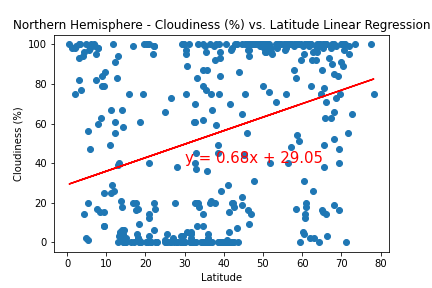 Northern Hemisphere - Cloudiness (%) vs. Latitude Linear Regression
100
80
60
40
20
0
Cloudiness (%)
y = 0.68x + 29.05
0 10 20 30 40 50 60 70 80
Latitude